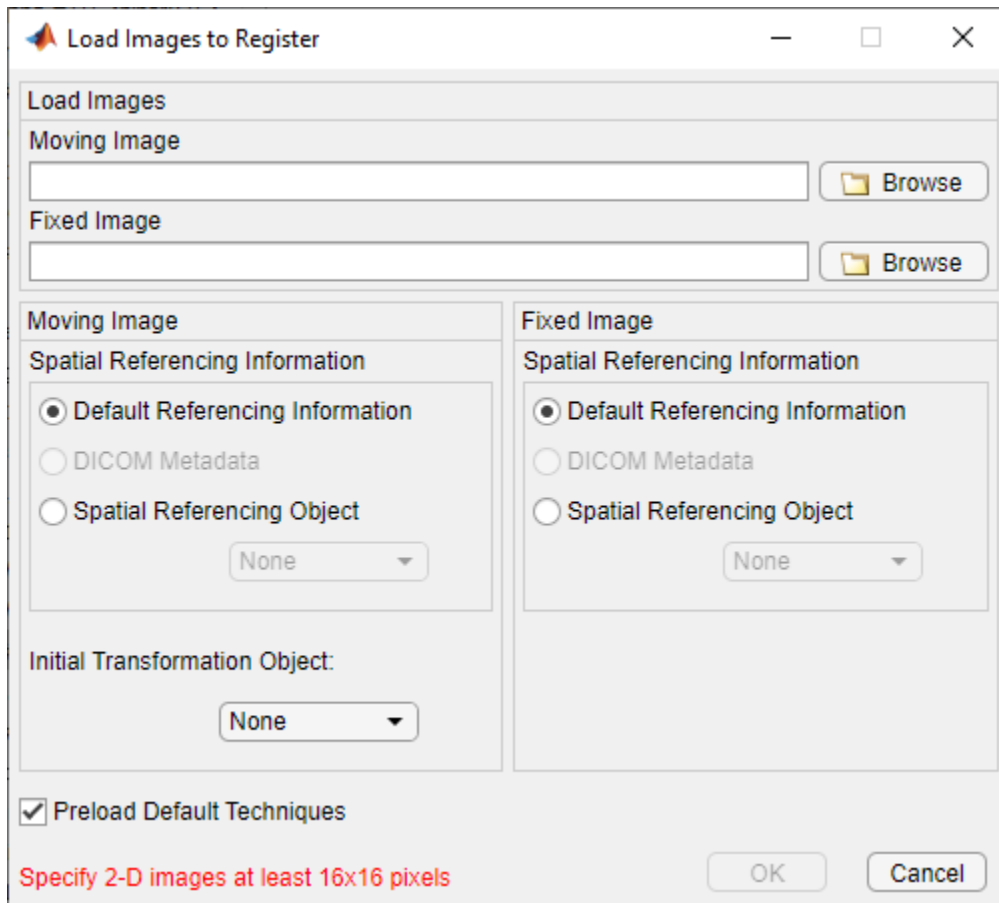 Load Images to Register
Load Images
Moving Image
Browse
Fixed Image
Browse
Moving Image
Spatial Referencing Information
Default Referencing Information
DICOM Metadata
Spatial Referencing Object
None
Initial Transformation Object:
None
Fixed Image
Spatial Referencing Information
Default Referencing Information
DICOM Metadata
Spatial Referencing Object
None
Preload Default Techniques
Specify 2-D images at least 16x16 pixels
OK
Cancel